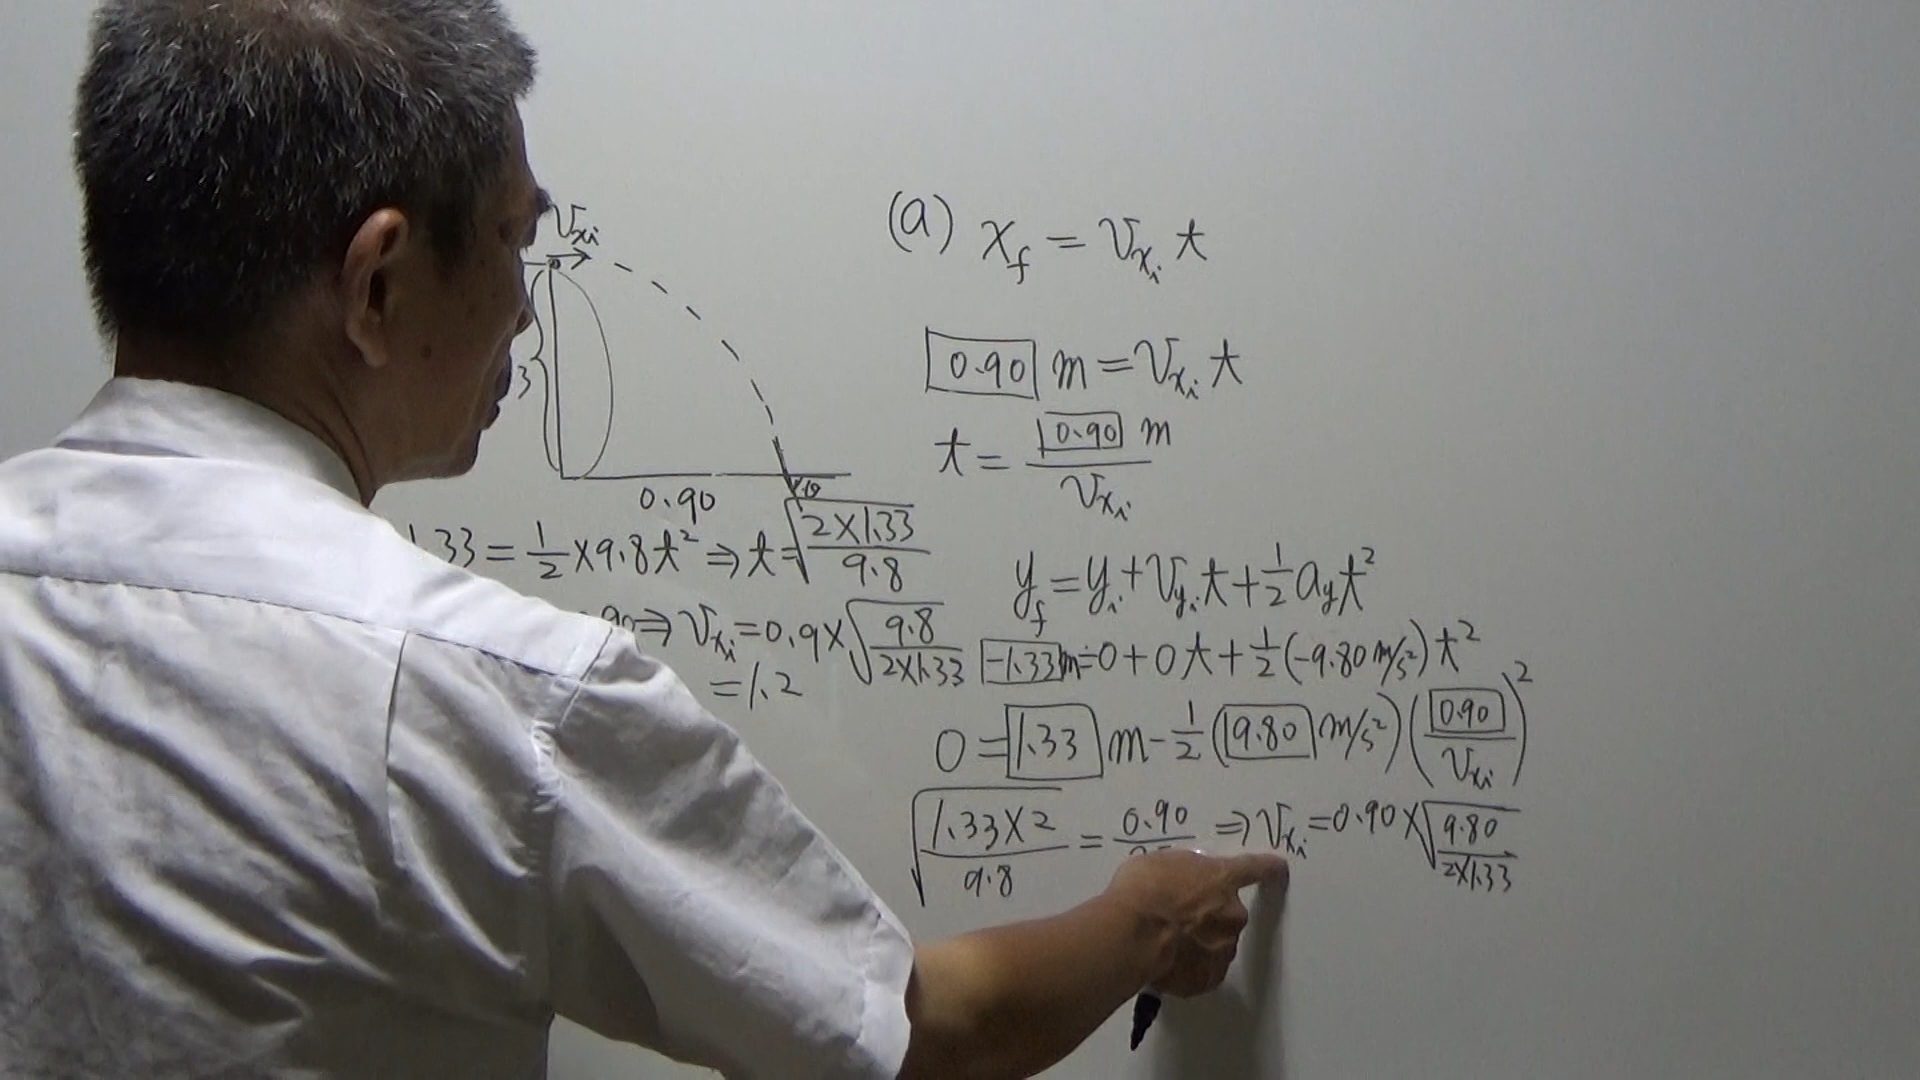 V_xi
3
0.90
1.33 = 1/2 × 9.8 t² ⇒ t = √(2×1.33/9.8)
90 ⇒ V_xi = 0.9 × √(9.8/(2×1.33))
= 1.2
(a) x_f = V_xi t
0.90 m = V_xi t
t = 0.90 m / V_xi
y_f = y_i + V_yi t + 1/2 a_y t²
-1.33 m = 0 + 0 t + 1/2 (-9.80 m/s²) t²
0 = 1.33 m - 1/2 (9.80 m/s²) (0.90/V_xi)²
√(1.33×2/9.8) = 0.90/ ⇒ V_xi = 0.90 × √(9.80/(2×1.33))